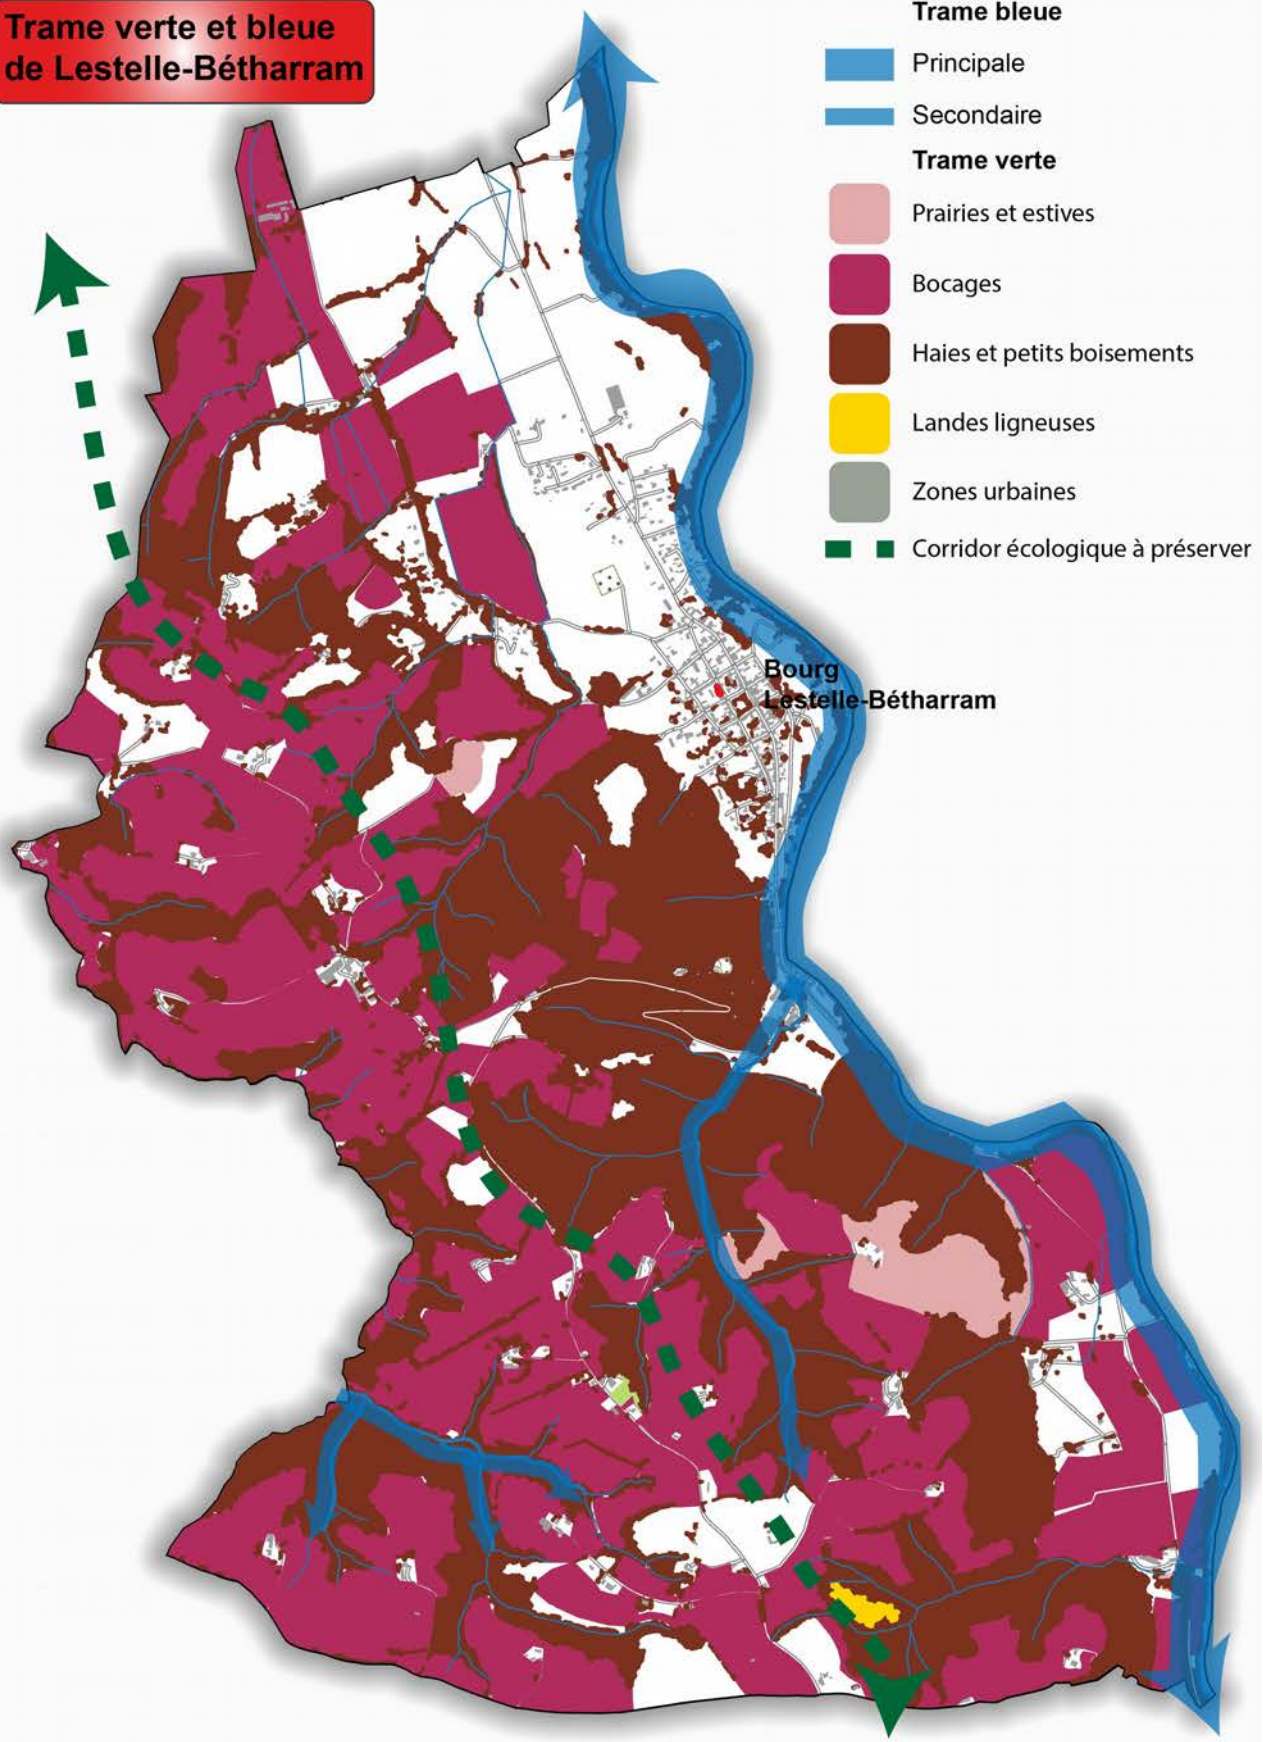 Trame verte et bleue
de Lestelle-Bétharram
Trame bleue
Principale
Secondaire
Trame verte
Prairies et estives
Bocages
Haies et petits boisements
Landes ligneuses
Zones urbaines
Corridor écologique à préserver
Bourg
Lestelle-Bétharram